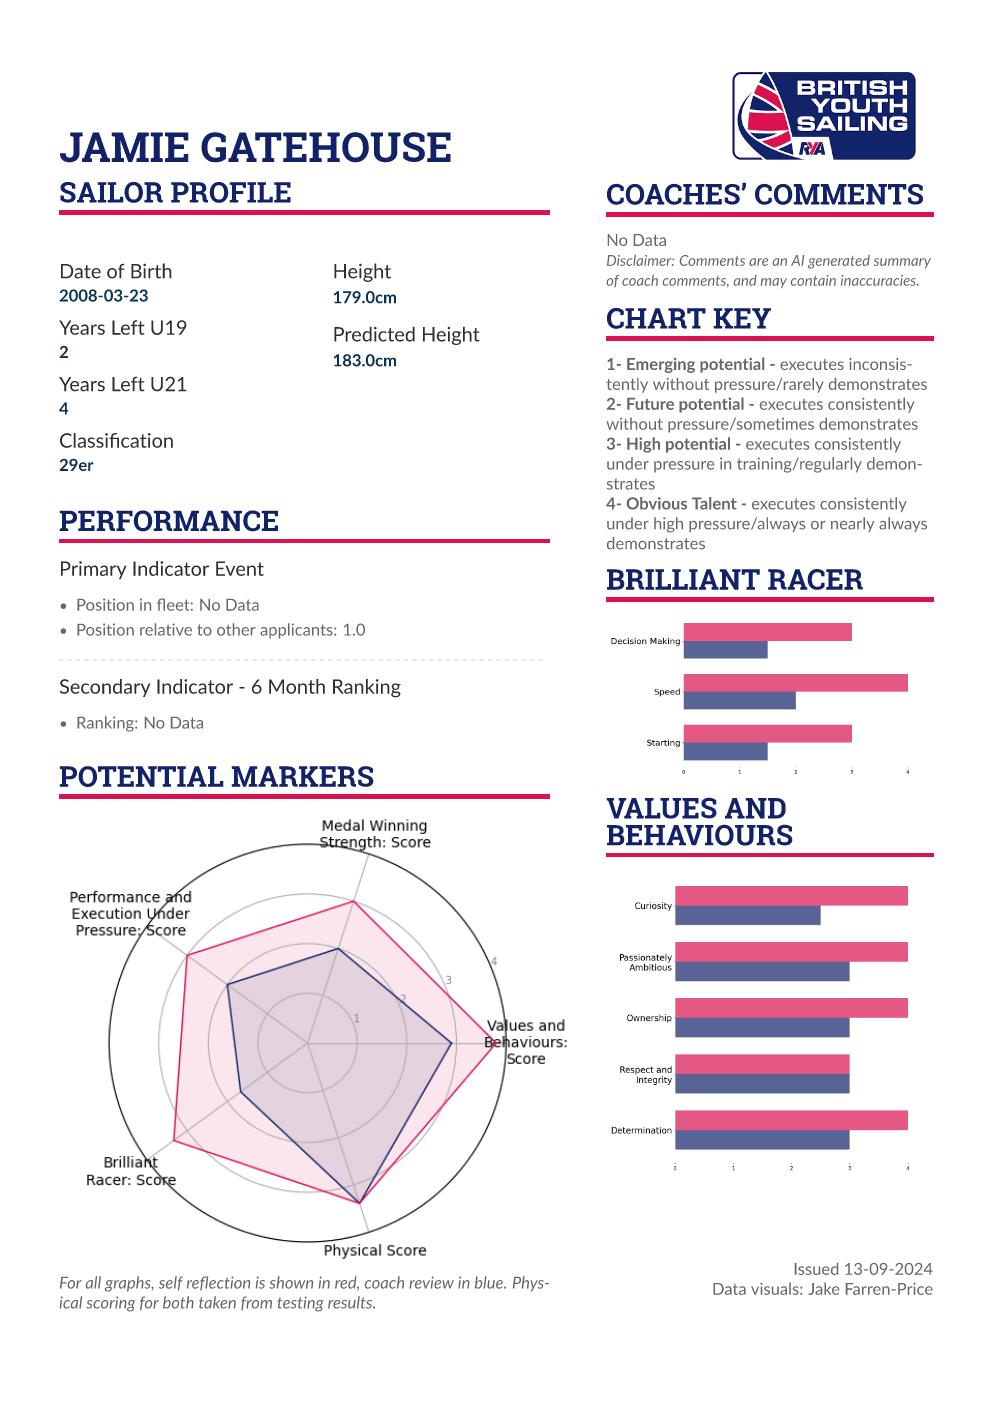 BRITISH
YOUTH
SAILING
RYA
JAMIE GATEHOUSE
SAILOR PROFILE
Date of Birth
2008-03-23
Years Left U19
2
Years Left U21
4
Classification
29er
Height
179.0cm
Predicted Height
183.0cm
PERFORMANCE
Primary Indicator Event
• Position in fleet: No Data
• Position relative to other applicants: 1.0
Secondary Indicator - 6 Month Ranking
• Ranking: No Data
POTENTIAL MARKERS
Medal Winning
Strength: Score
Performance and
Execution Under
Pressure: Score
4
3
2
1
Values and
Behaviours:
Score
Brilliant
Racer: Score
Physical Score
For all graphs, self reflection is shown in red, coach review in blue. Phys-
ical scoring for both taken from testing results.
COACHES’ COMMENTS
No Data
Disclaimer: Comments are an AI generated summary
of coach comments, and may contain inaccuracies.
CHART KEY
1- Emerging potential - executes inconsis-
tently without pressure/rarely demonstrates
2- Future potential - executes consistently
without pressure/sometimes demonstrates
3- High potential - executes consistently
under pressure in training/regularly demon-
strates
4- Obvious Talent - executes consistently
under high pressure/always or nearly always
demonstrates
BRILLIANT RACER
Decision Making
Speed
Starting
0 1 2 3 4
VALUES AND
BEHAVIOURS
Curiosity
Passionately
Ambitious
Ownership
Respect and
Integrity
Determination
0 1 2 3 4
Issued 13-09-2024
Data visuals: Jake Farren-Price